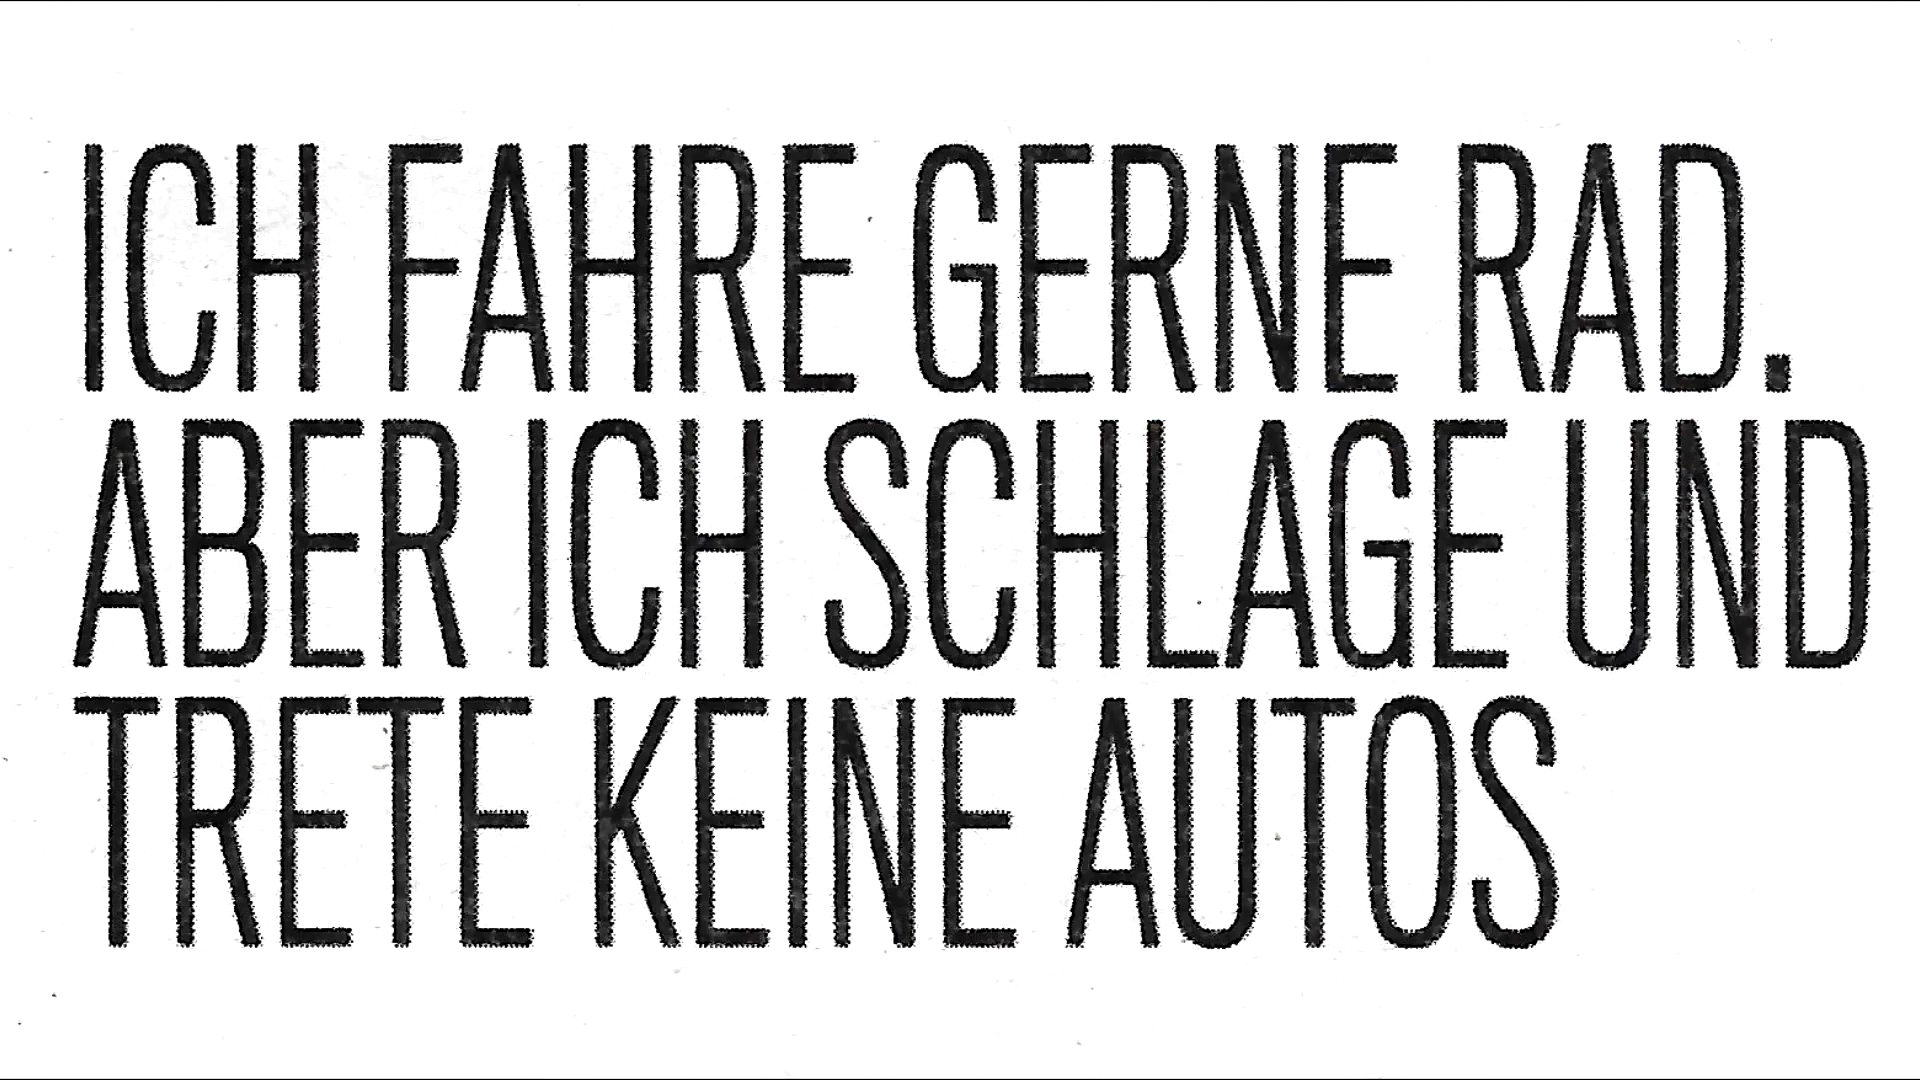 ICH FAHRE GERNE RAD.
ABER ICH SCHLAGE UND
TRETE KEINE AUTOS